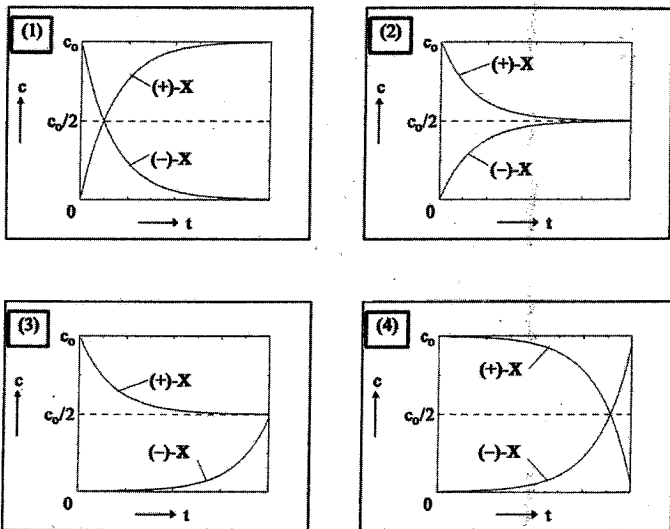 (1)
c₀
(+)-X
c
c₀/2
(−)-X
0
t
(2)
c₀
(+)-X
c
c₀/2
(−)-X
0
t
(3)
c₀
(+)-X
c
c₀/2
(−)-X
0
t
(4)
c₀
(+)-X
c
c₀/2
(−)-X
0
t